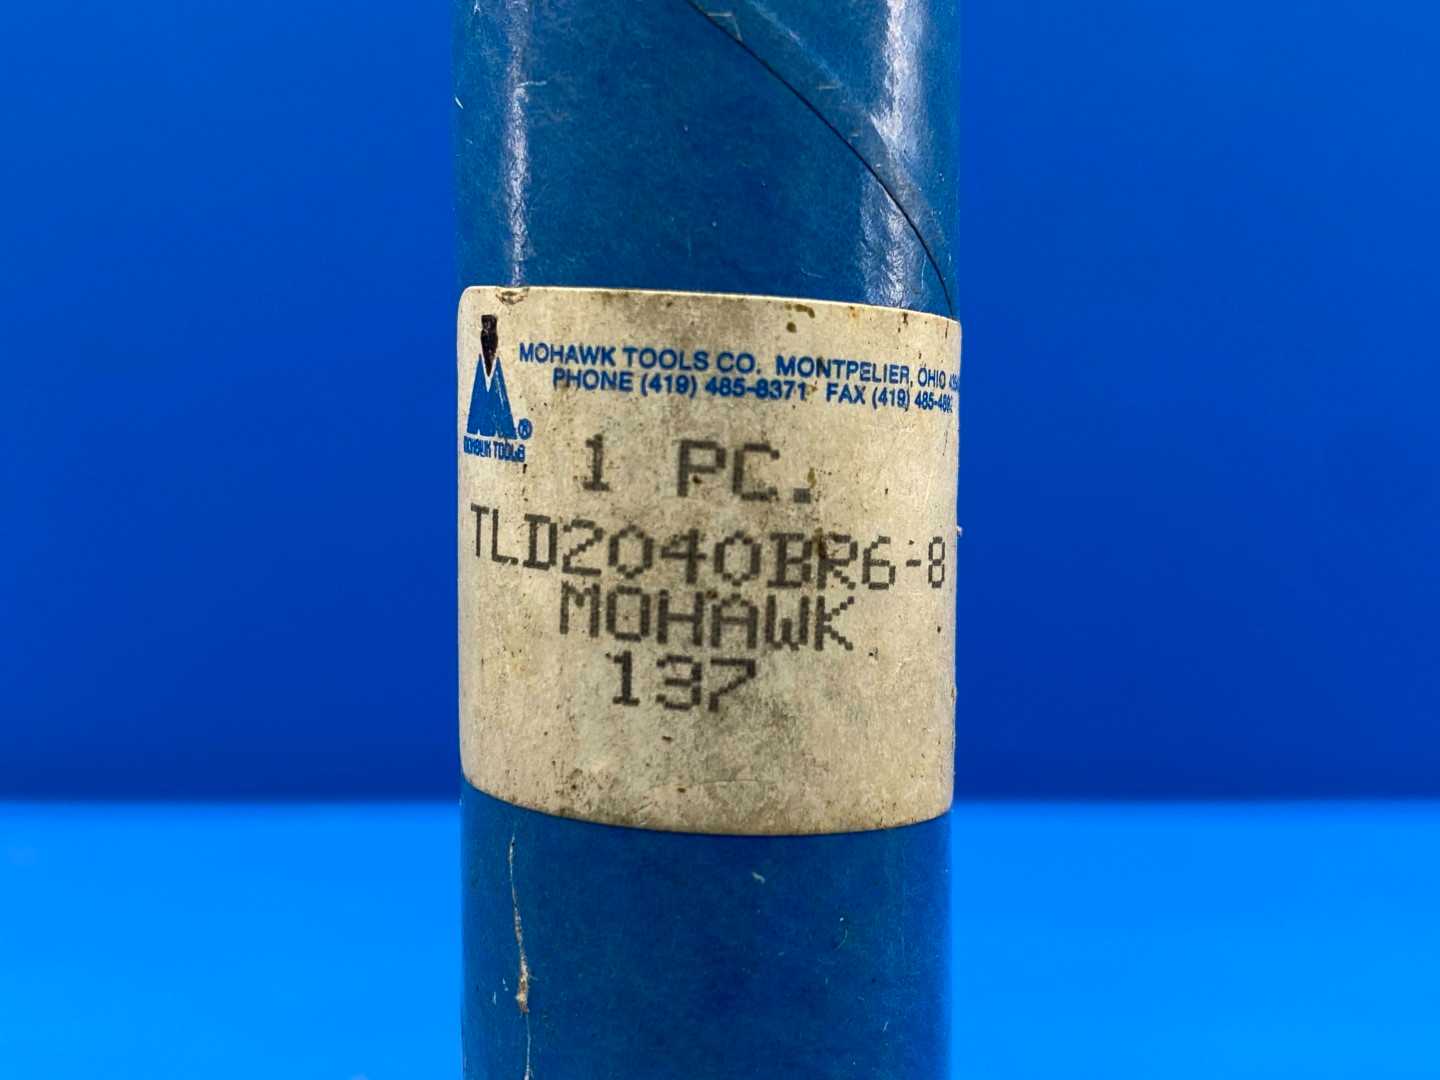 MOHAWK TOOLS CO. MONTPELIER, OHIO
PHONE (419) 485-8371 FAX (419)
®
MOHAWK TOOLS
1 PC.
TLD2040BR6-8
MOHAWK
137